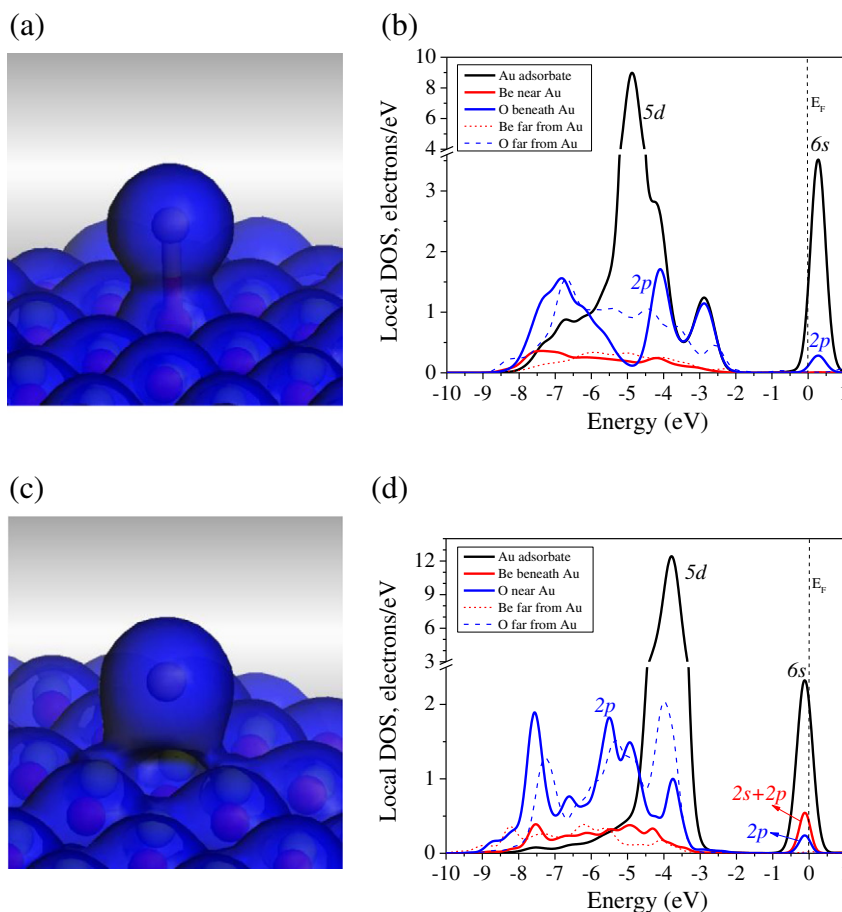 (a)
(b)
Local DOS, electrons/eV
10
8
6
4
3
2
1
0
Au adsorbate
Be near Au
O beneath Au
Be far from Au
O far from Au
5d
2p
E_F
6s
2p
-10 -9 -8 -7 -6 -5 -4 -3 -2 -1 0 1
Energy (eV)
(c)
(d)
Local DOS, electrons/eV
12
9
6
3
2
1
0
Au adsorbate
Be beneath Au
O near Au
Be far from Au
O far from Au
5d
2p
E_F
6s
2s+2p
2p
-10 -9 -8 -7 -6 -5 -4 -3 -2 -1 0
Energy (eV)